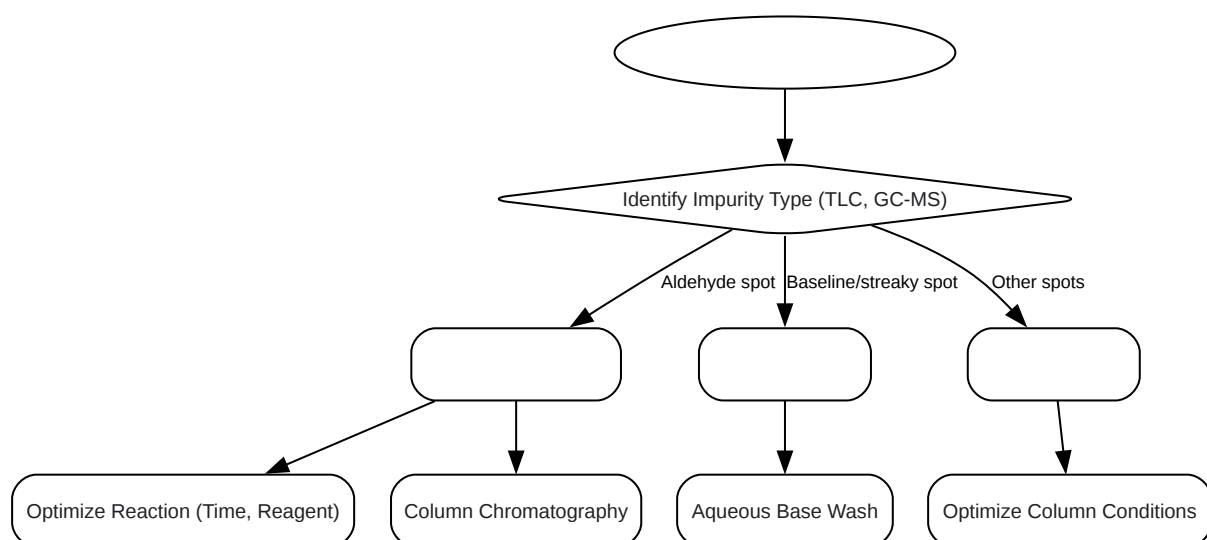 Identify Impurity Type (TLC, GC-MS)
Aldehyde spot
Baseline/streaky spot
Other spots
Optimize Reaction (Time, Reagent)
Column Chromatography
Aqueous Base Wash
Optimize Column Conditions